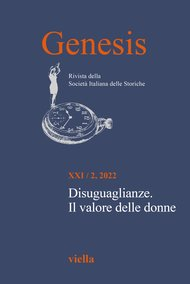 Genesis
Rivista della
Società Italiana delle Storiche
XXI / 2, 2022
Disuguaglianze.
Il valore delle donne
viella